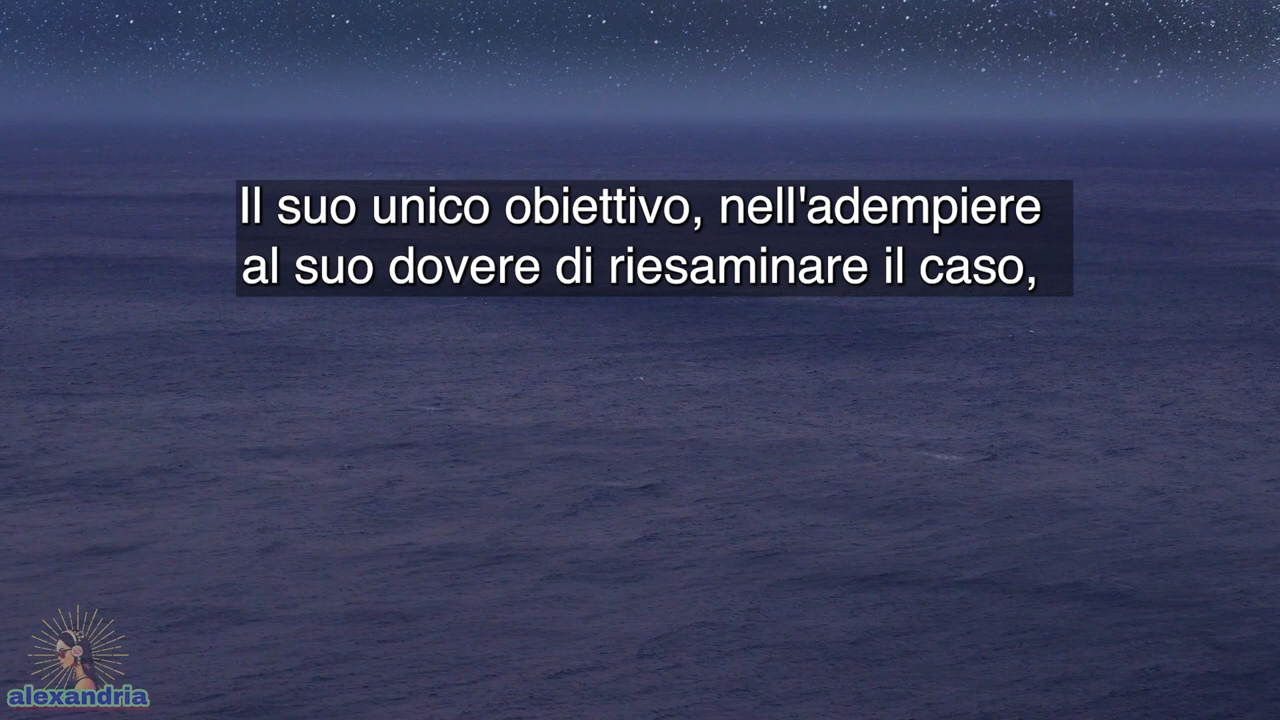 Il suo unico obiettivo, nell'adempiere
al suo dovere di riesaminare il caso,
alexandria